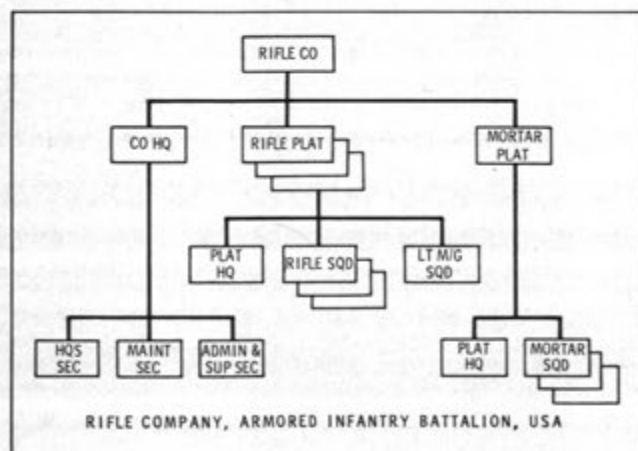 RIFLE CO
CO HQ
RIFLE PLAT
MORTAR
PLAT
PLAT
HQ
RIFLE SQD
LT M/G
SQD
HQS
SEC
MAINT
SEC
ADMIN &
SUP SEC
PLAT
HQ
MORTAR
SQD
RIFLE COMPANY, ARMORED INFANTRY BATTALION, USA